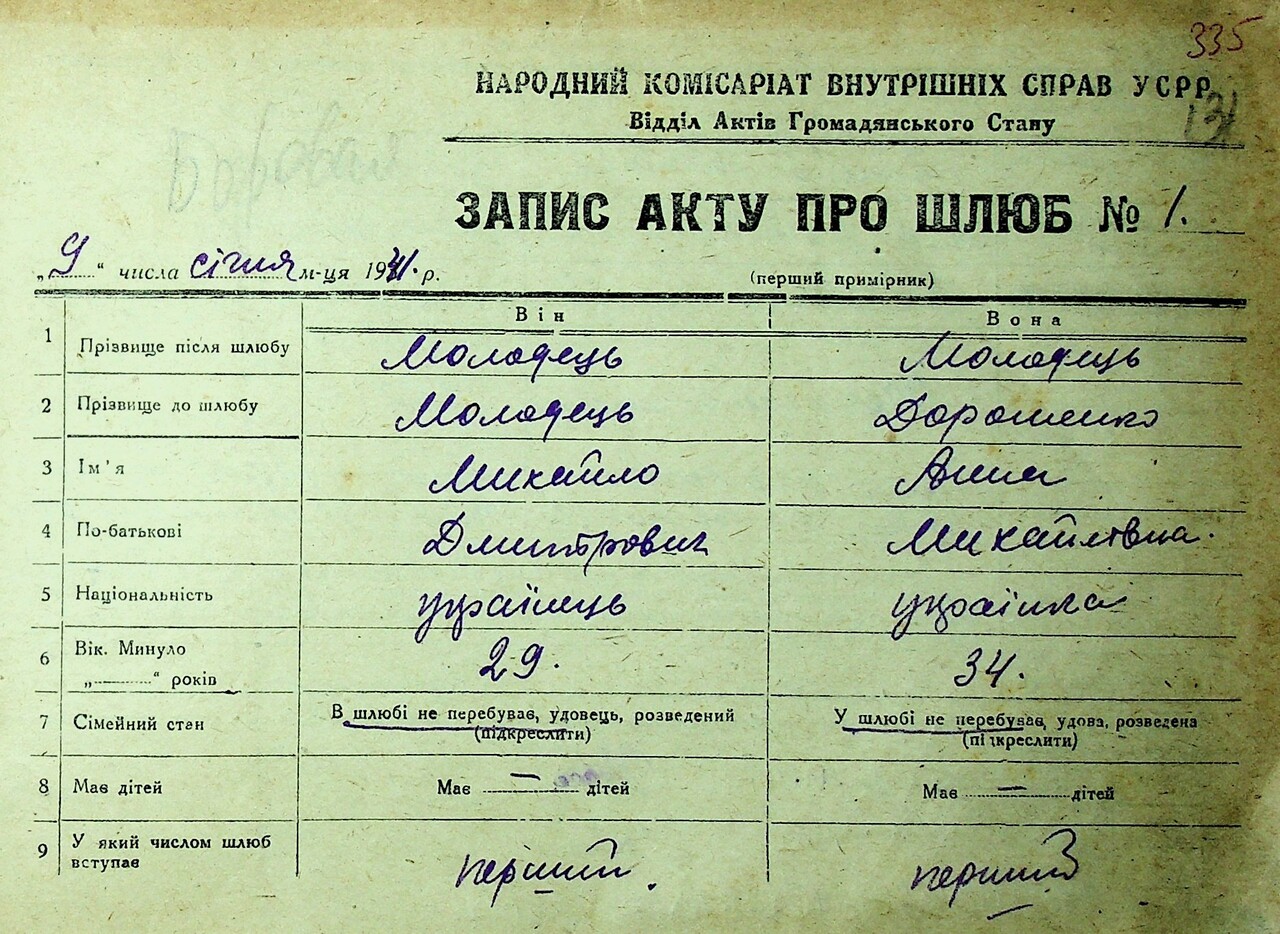 335
НАРОДНИЙ КОМІСАРІАТ ВНУТРІШНІХ СПРАВ УСРР
Відділ Актів Громадянського Стану
ЗАПИС АКТУ ПРО ШЛЮБ № 1.
„9“ числа січня м-ця 1941. р. (перший примірник)
Він Вона
1 Прізвище після шлюбу Молодець Молодець
2 Прізвище до шлюбу Молодець Дорошенко
3 Ім'я Михайло Анна
4 По-батькові Дмитрович Михайлівна.
5 Національність українець українка
6 Вік. Минуло 29. 34.
„ “ років
7 Сімейний стан В шлюбі не перебував, удовець, розведений У шлюбі не перебував, удова, розведена
(підкреслити) (підкреслити)
8 Має дітей Має — дітей Має — дітей
9 У який числом шлюб
вступає перший. перший